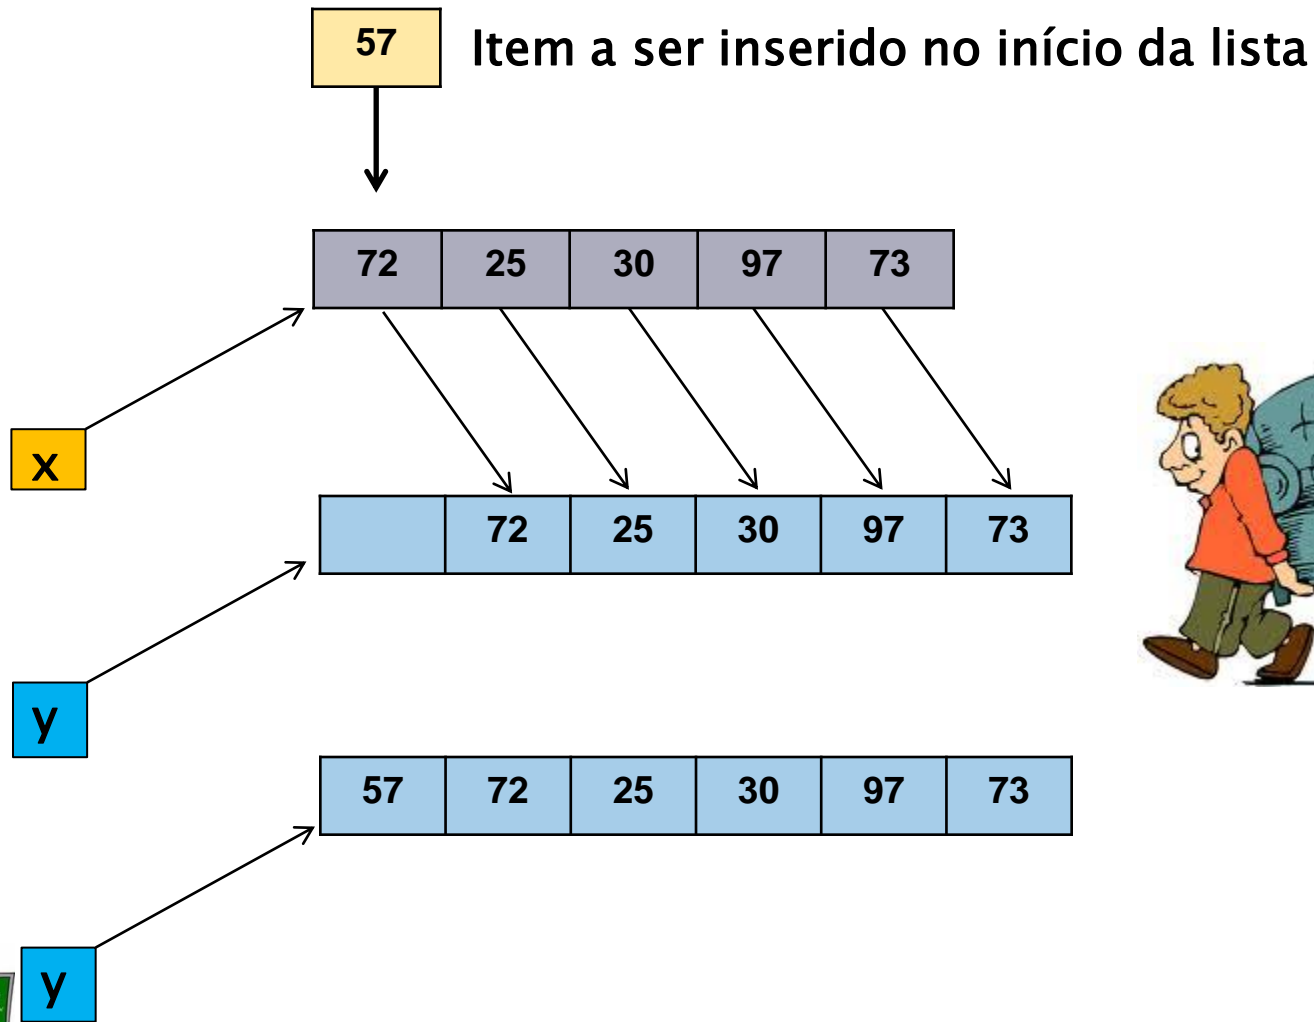 57 Item a ser inserido no início da lista
72 25 30 97 73
x
72 25 30 97 73
y
57 72 25 30 97 73
y